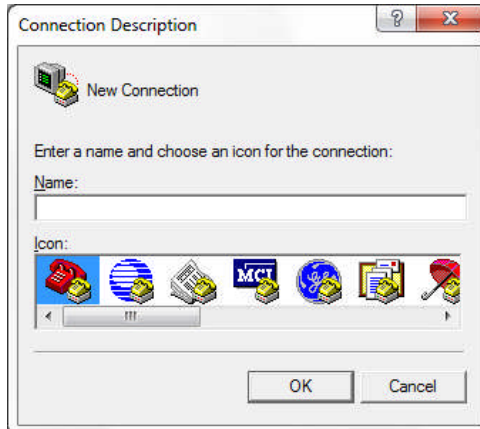 Connection Description
New Connection
Enter a name and choose an icon for the connection:
Name:
Icon:
MCI
OK
Cancel